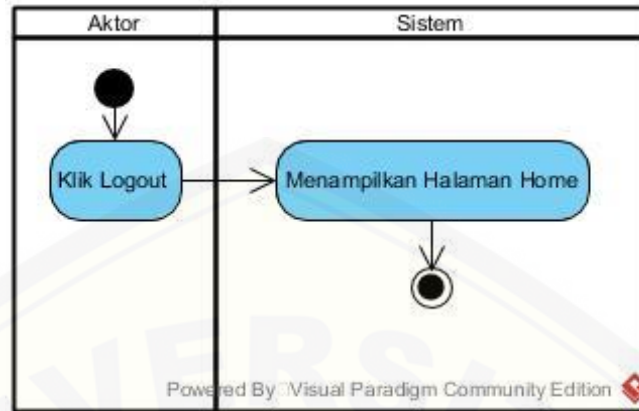 Aktor
Sistem
Klik Logout
Menampilkan Halaman Home
Powered By Visual Paradigm Community Edition